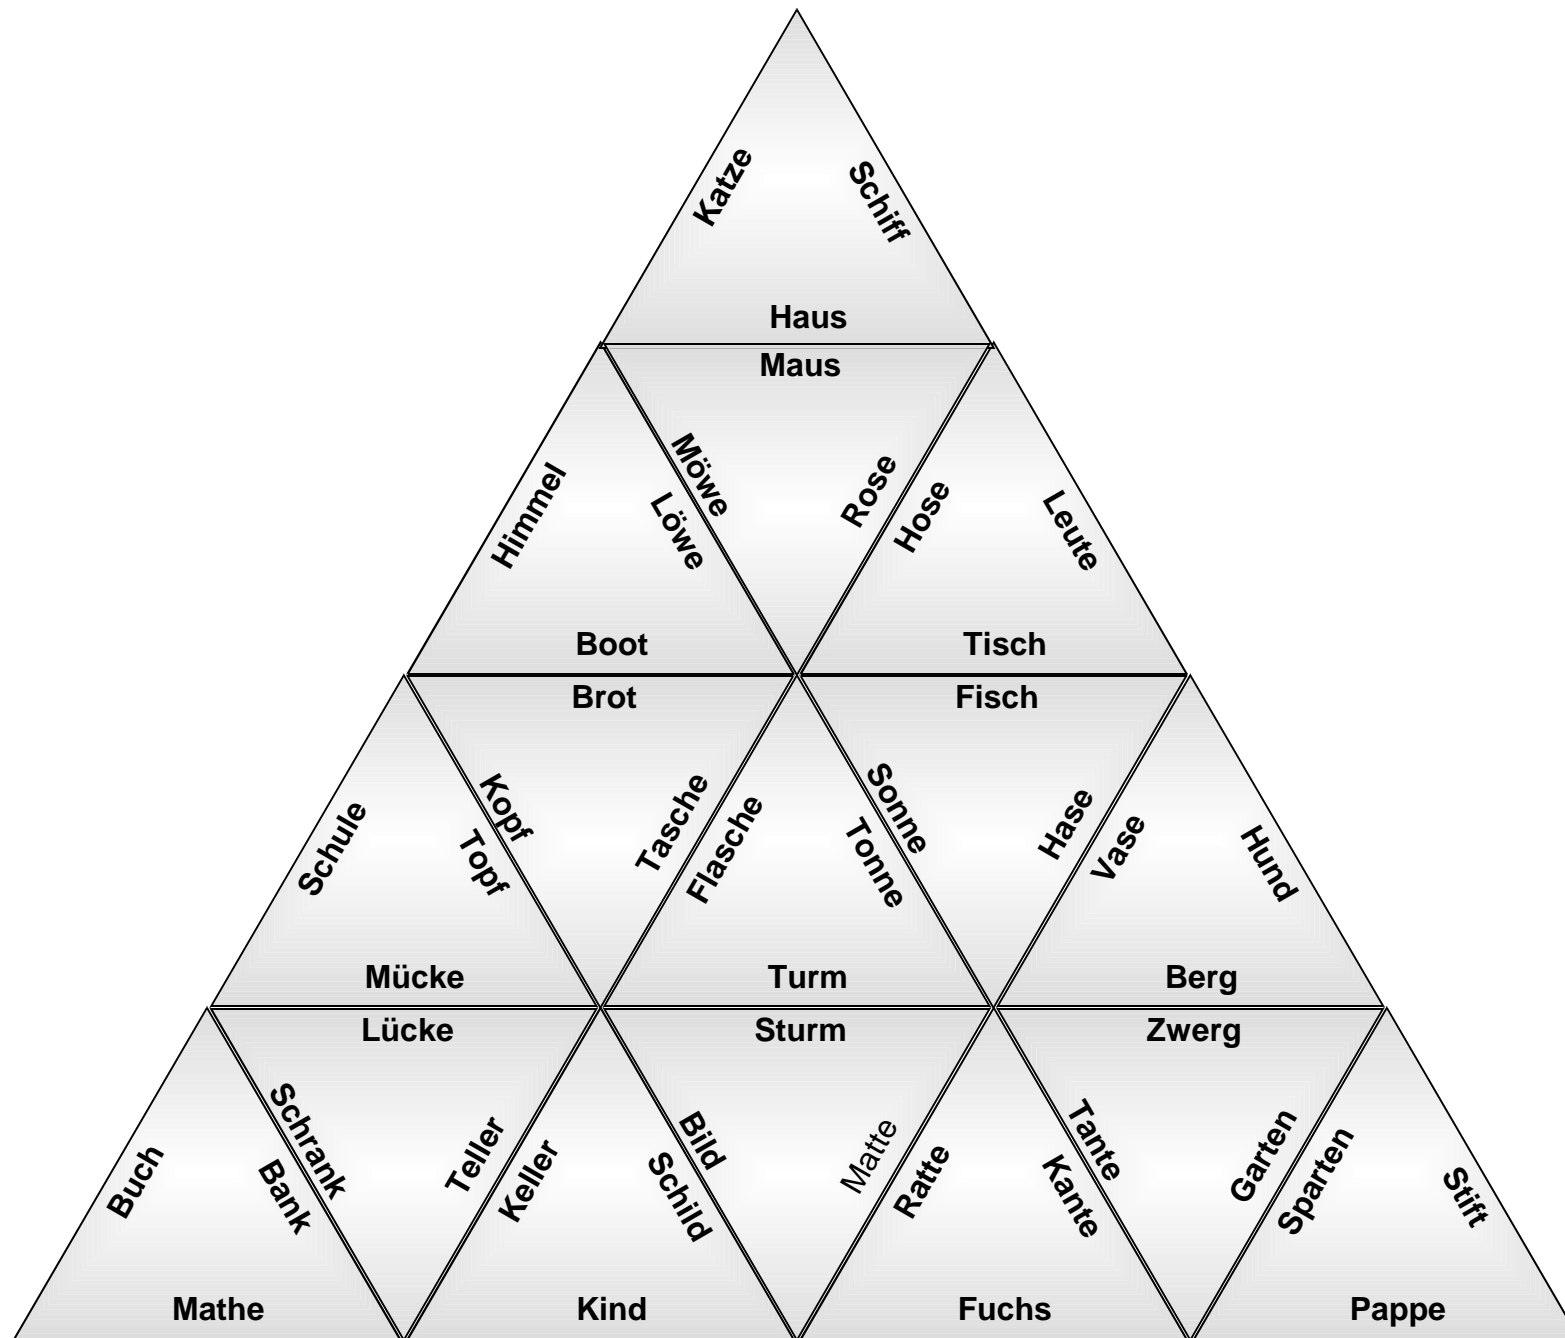 Katze
Schiff
Haus
Maus
Möwe
Rose
Himmel
Löwe
Hose
Leute
Boot
Tisch
Brot
Fisch
Kopf
Tasche
Sonne
Hase
Schule
Topf
Flasche
Tonne
Vase
Hund
Mücke
Turm
Berg
Lücke
Sturm
Zwerg
Schrank
Teller
Bild
Matte
Tante
Garten
Buch
Bank
Keller
Schild
Ratte
Kante
Sparten
Stift
Mathe
Kind
Fuchs
Pappe